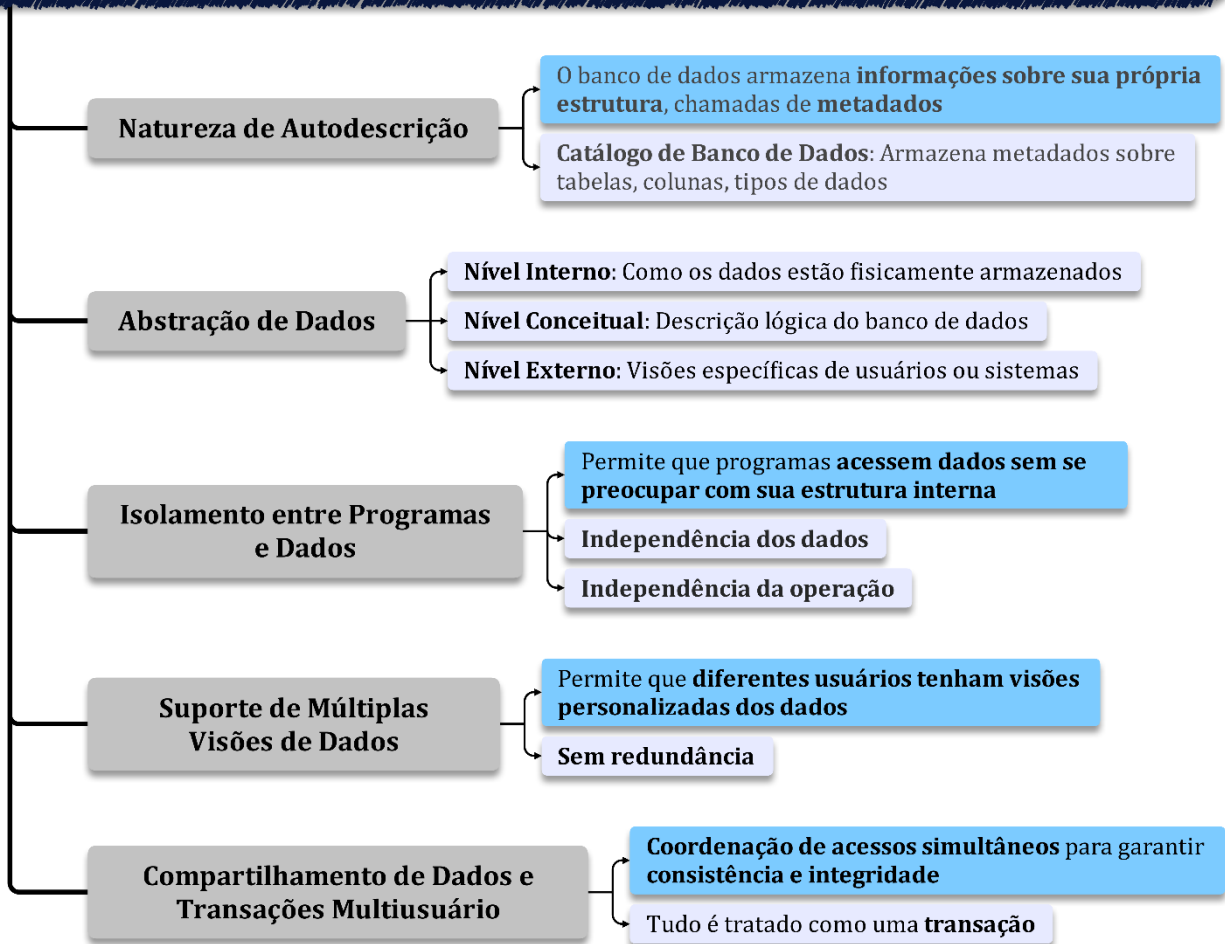 Natureza de Autodescrição
O banco de dados armazena informações sobre sua própria
estrutura, chamadas de metadados
Catálogo de Banco de Dados: Armazena metadados sobre
tabelas, colunas, tipos de dados
Abstração de Dados
Nível Interno: Como os dados estão fisicamente armazenados
Nível Conceitual: Descrição lógica do banco de dados
Nível Externo: Visões específicas de usuários ou sistemas
Isolamento entre Programas
e Dados
Permite que programas acessem dados sem se
preocupar com sua estrutura interna
Independência dos dados
Independência da operação
Suporte de Múltiplas
Visões de Dados
Permite que diferentes usuários tenham visões
personalizadas dos dados
Sem redundância
Compartilhamento de Dados e
Transações Multiusuário
Coordenação de acessos simultâneos para garantir
consistência e integridade
Tudo é tratado como uma transação